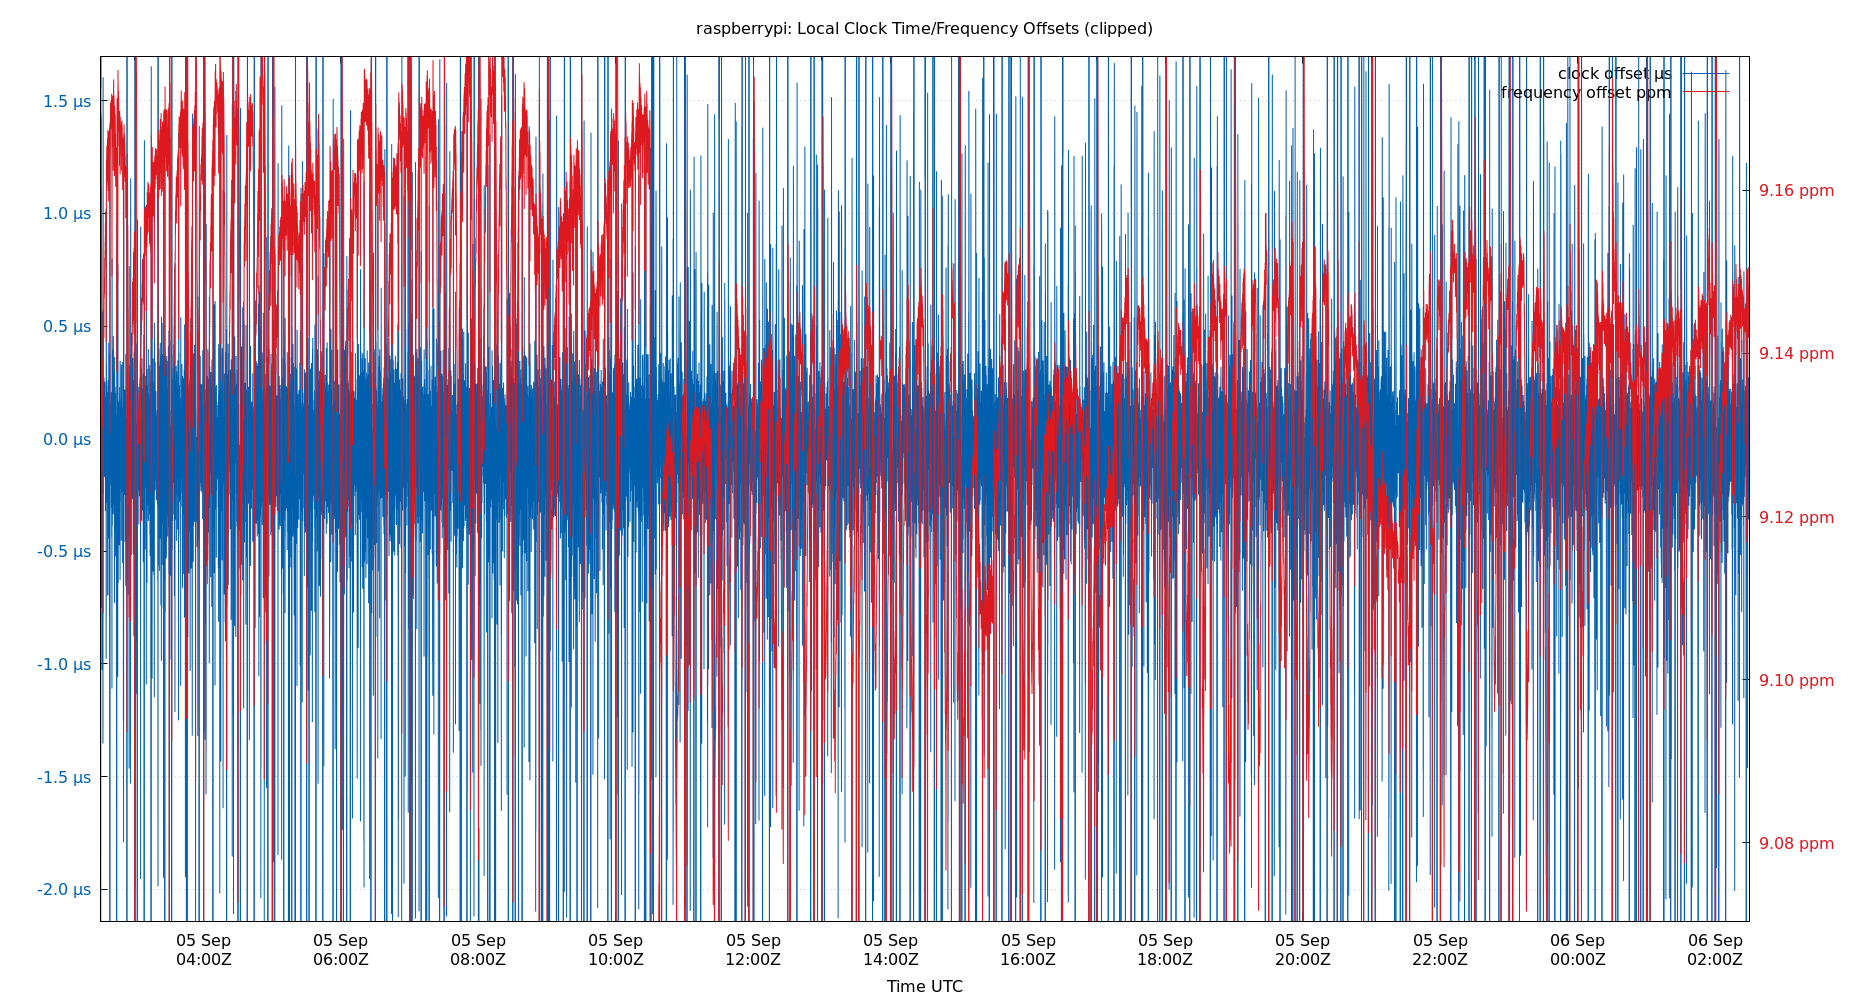 raspberrypi: Local Clock Time/Frequency Offsets (clipped)
clock offset µs
frequency offset ppm
1.5 µs
1.0 µs
0.5 µs
0.0 µs
-0.5 µs
-1.0 µs
-1.5 µs
-2.0 µs
9.16 ppm
9.14 ppm
9.12 ppm
9.10 ppm
9.08 ppm
05 Sep 05 Sep 05 Sep 05 Sep 05 Sep 05 Sep 05 Sep 05 Sep 05 Sep 05 Sep 06 Sep 06 Sep
04:00Z 06:00Z 08:00Z 10:00Z 12:00Z 14:00Z 16:00Z 18:00Z 20:00Z 22:00Z 00:00Z 02:00Z
Time UTC